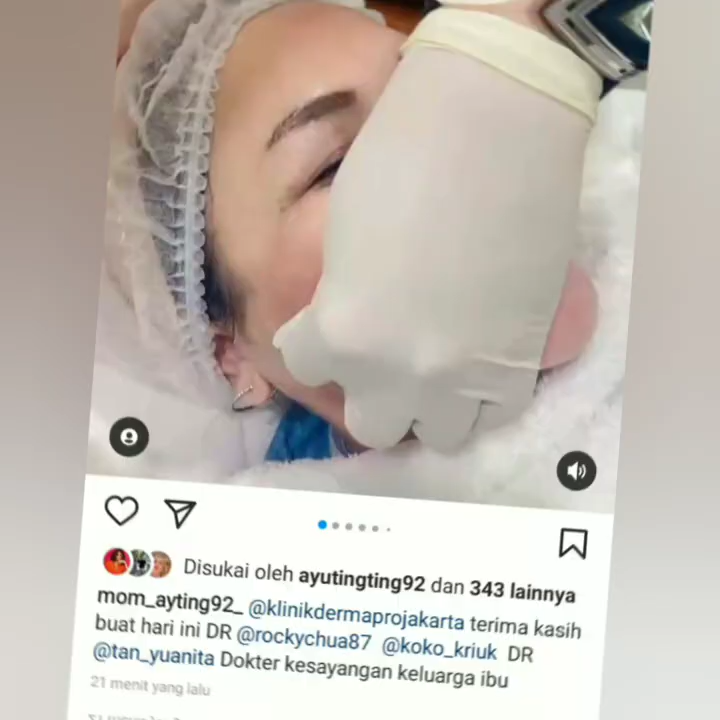 Disukai oleh ayutingting92 dan 343 lainnya
mom_ayting92_ @klinikdermaprojakarta terima kasih
buat hari ini DR @rockychua87 @koko_kriuk DR
@tan_yuanita Dokter kesayangan keluarga ibu
21 menit yang lalu